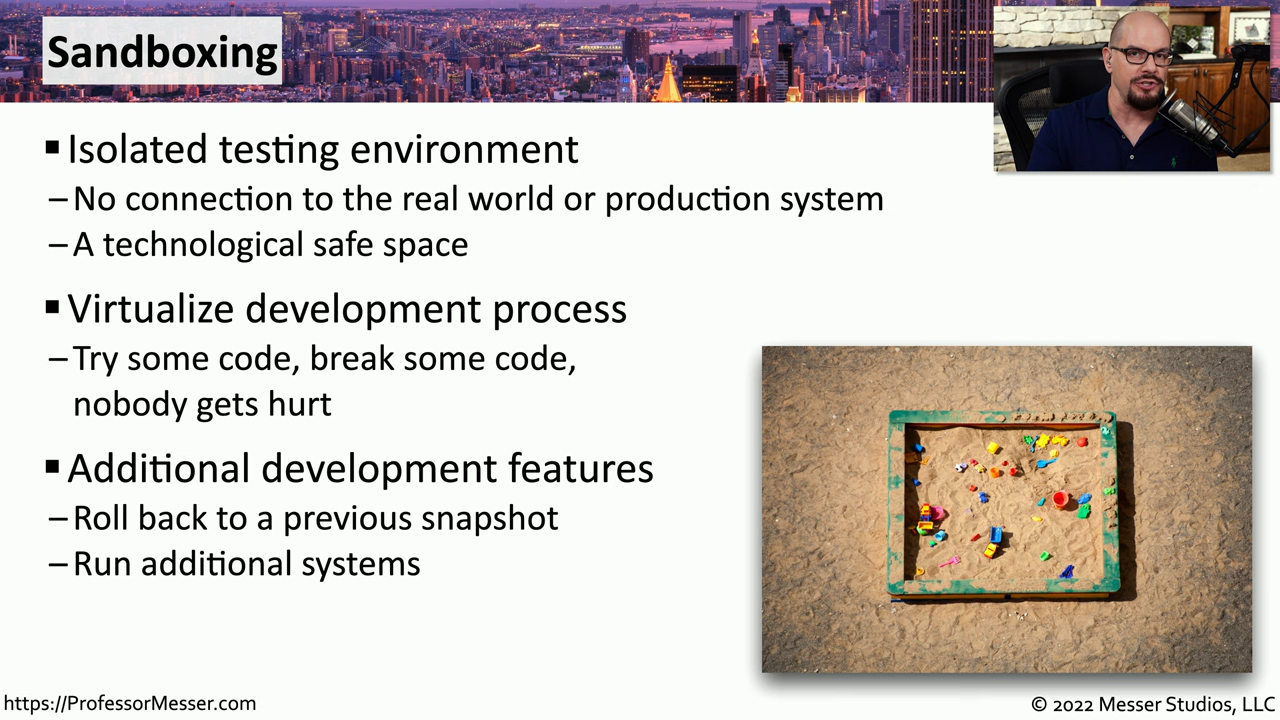 Sandboxing
▪ Isolated testing environment
– No connection to the real world or production system
– A technological safe space
▪ Virtualize development process
– Try some code, break some code,
nobody gets hurt
▪ Additional development features
– Roll back to a previous snapshot
– Run additional systems
https://ProfessorMesser.com
© 2022 Messer Studios, LLC